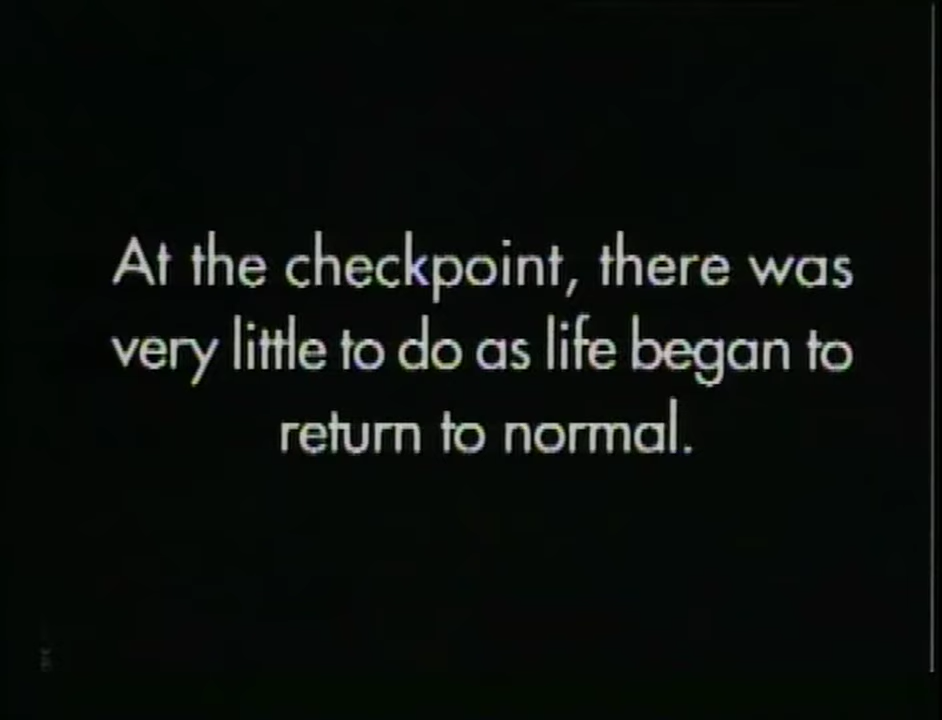 At the checkpoint, there was
very little to do as life began to
return to normal.